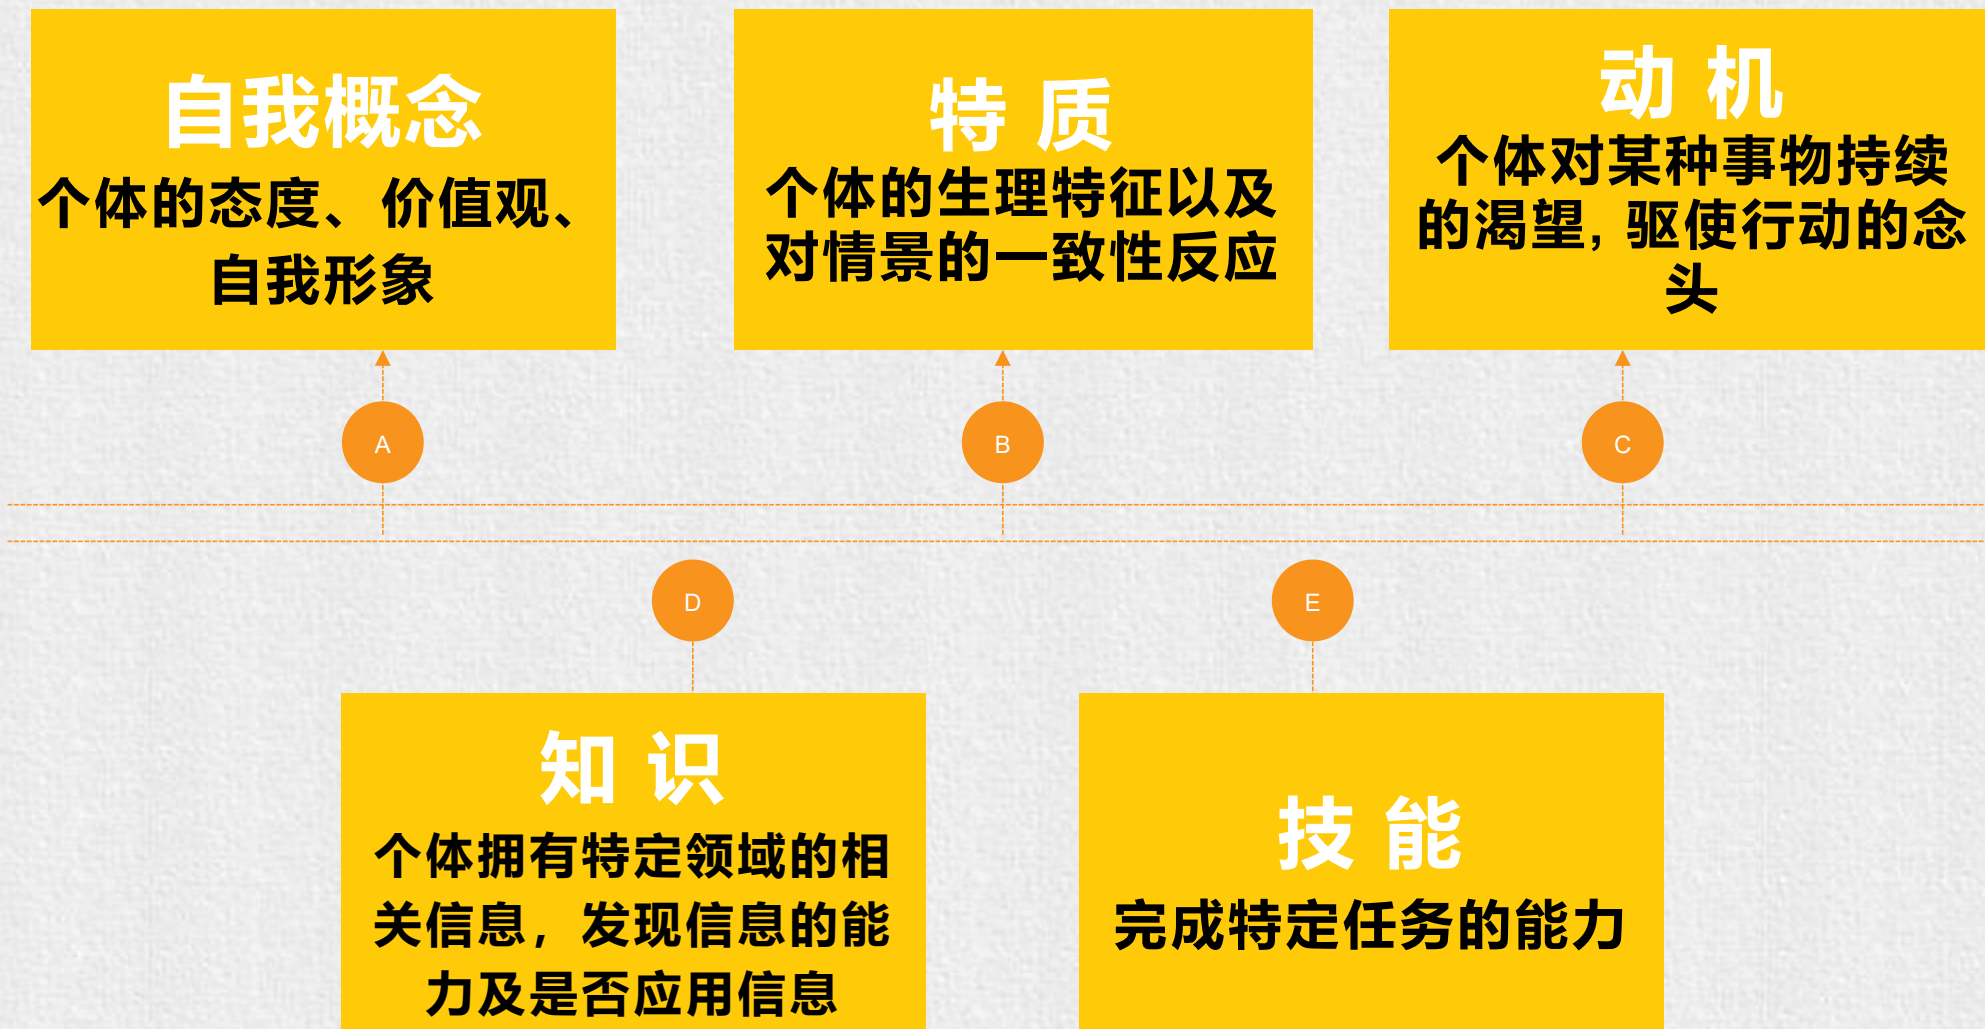 自我概念
个体的态度、价值观、
自我形象
特 质
个体的生理特征以及
对情景的一致性反应
动 机
个体对某种事物持续
的渴望，驱使行动的念
头
A
B
C
D
E
知 识
个体拥有特定领域的相
关信息，发现信息的能
力及是否应用信息
技 能
完成特定任务的能力